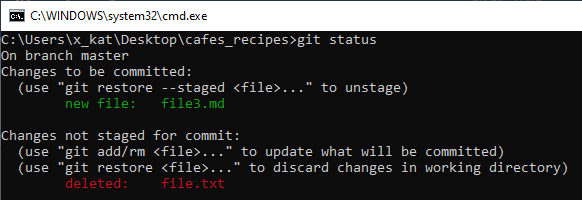 C:\WINDOWS\system32\cmd.exe
C:\Users\x_kat\Desktop\cafes_recipes>git status
On branch master
Changes to be committed:
  (use "git restore --staged <file>..." to unstage)
        new file:   file3.md

Changes not staged for commit:
  (use "git add/rm <file>..." to update what will be committed)
  (use "git restore <file>..." to discard changes in working directory)
        deleted:    file.txt